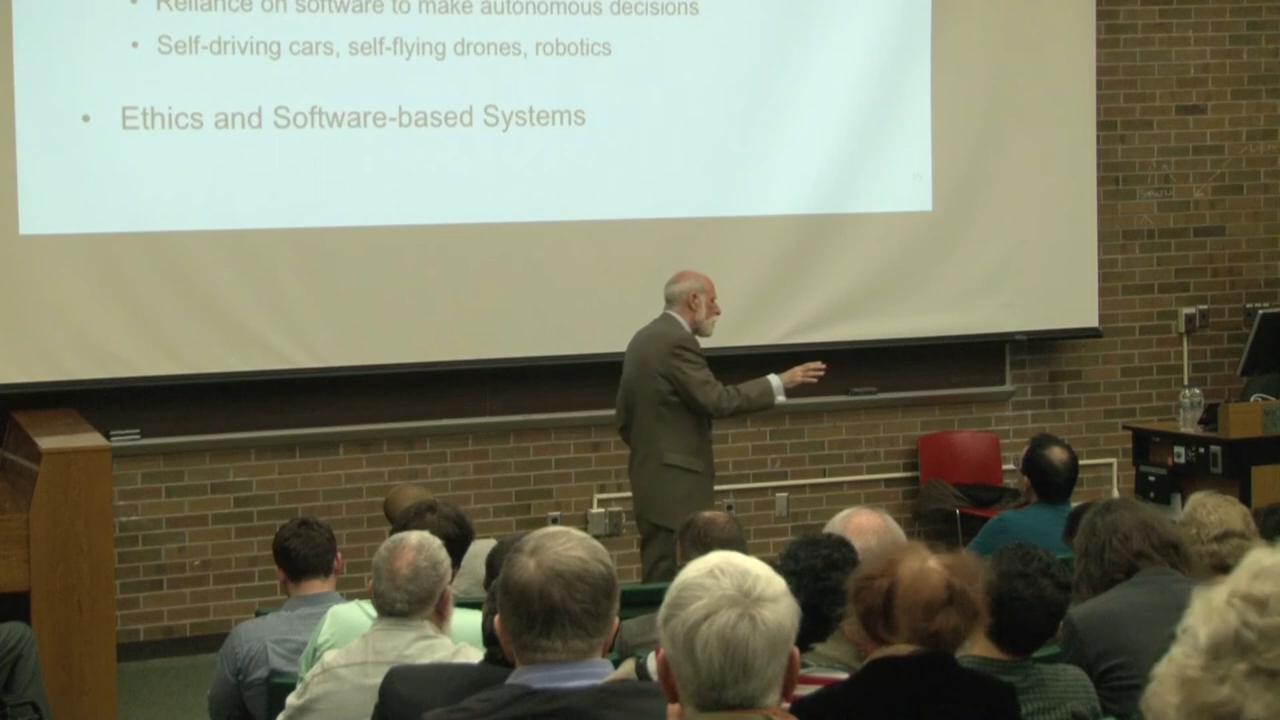 • Reliance on software to make autonomous decisions
• Self-driving cars, self-flying drones, robotics
• Ethics and Software-based Systems